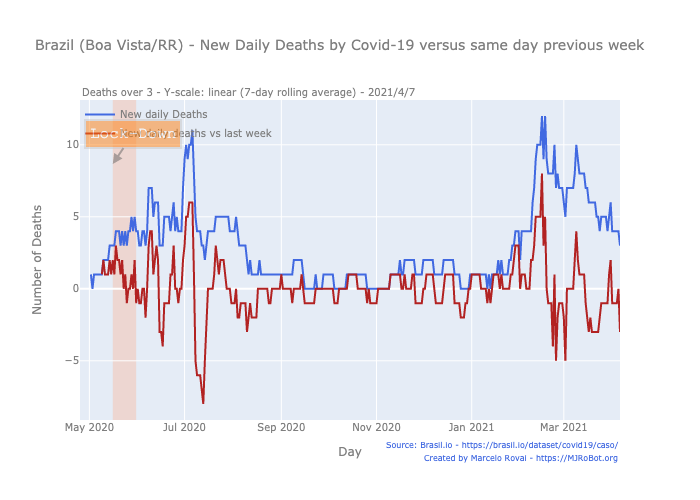 Brazil (Boa Vista/RR) - New Daily Deaths by Covid-19 versus same day previous week
Deaths over 3 - Y-scale: linear (7-day rolling average) - 2021/4/7
New daily Deaths
Lock Down
New daily deaths vs last week
10
5
0
−5
Number of Deaths
May 2020
Jul 2020
Sep 2020
Nov 2020
Jan 2021
Mar 2021
Day
Source: Brasil.io - https://brasil.io/dataset/covid19/caso/
Created by Marcelo Rovai - https://MJRoBot.org